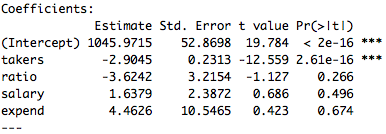 Coefficients:
            Estimate Std. Error t value Pr(>|t|)
(Intercept) 1045.9715    52.8698  19.784  < 2e-16 ***
takers        -2.9045     0.2313 -12.559 2.61e-16 ***
ratio         -3.6242     3.2154  -1.127    0.266
salary         1.6379     2.3872   0.686    0.496
expend         4.4626    10.5465   0.423    0.674
---